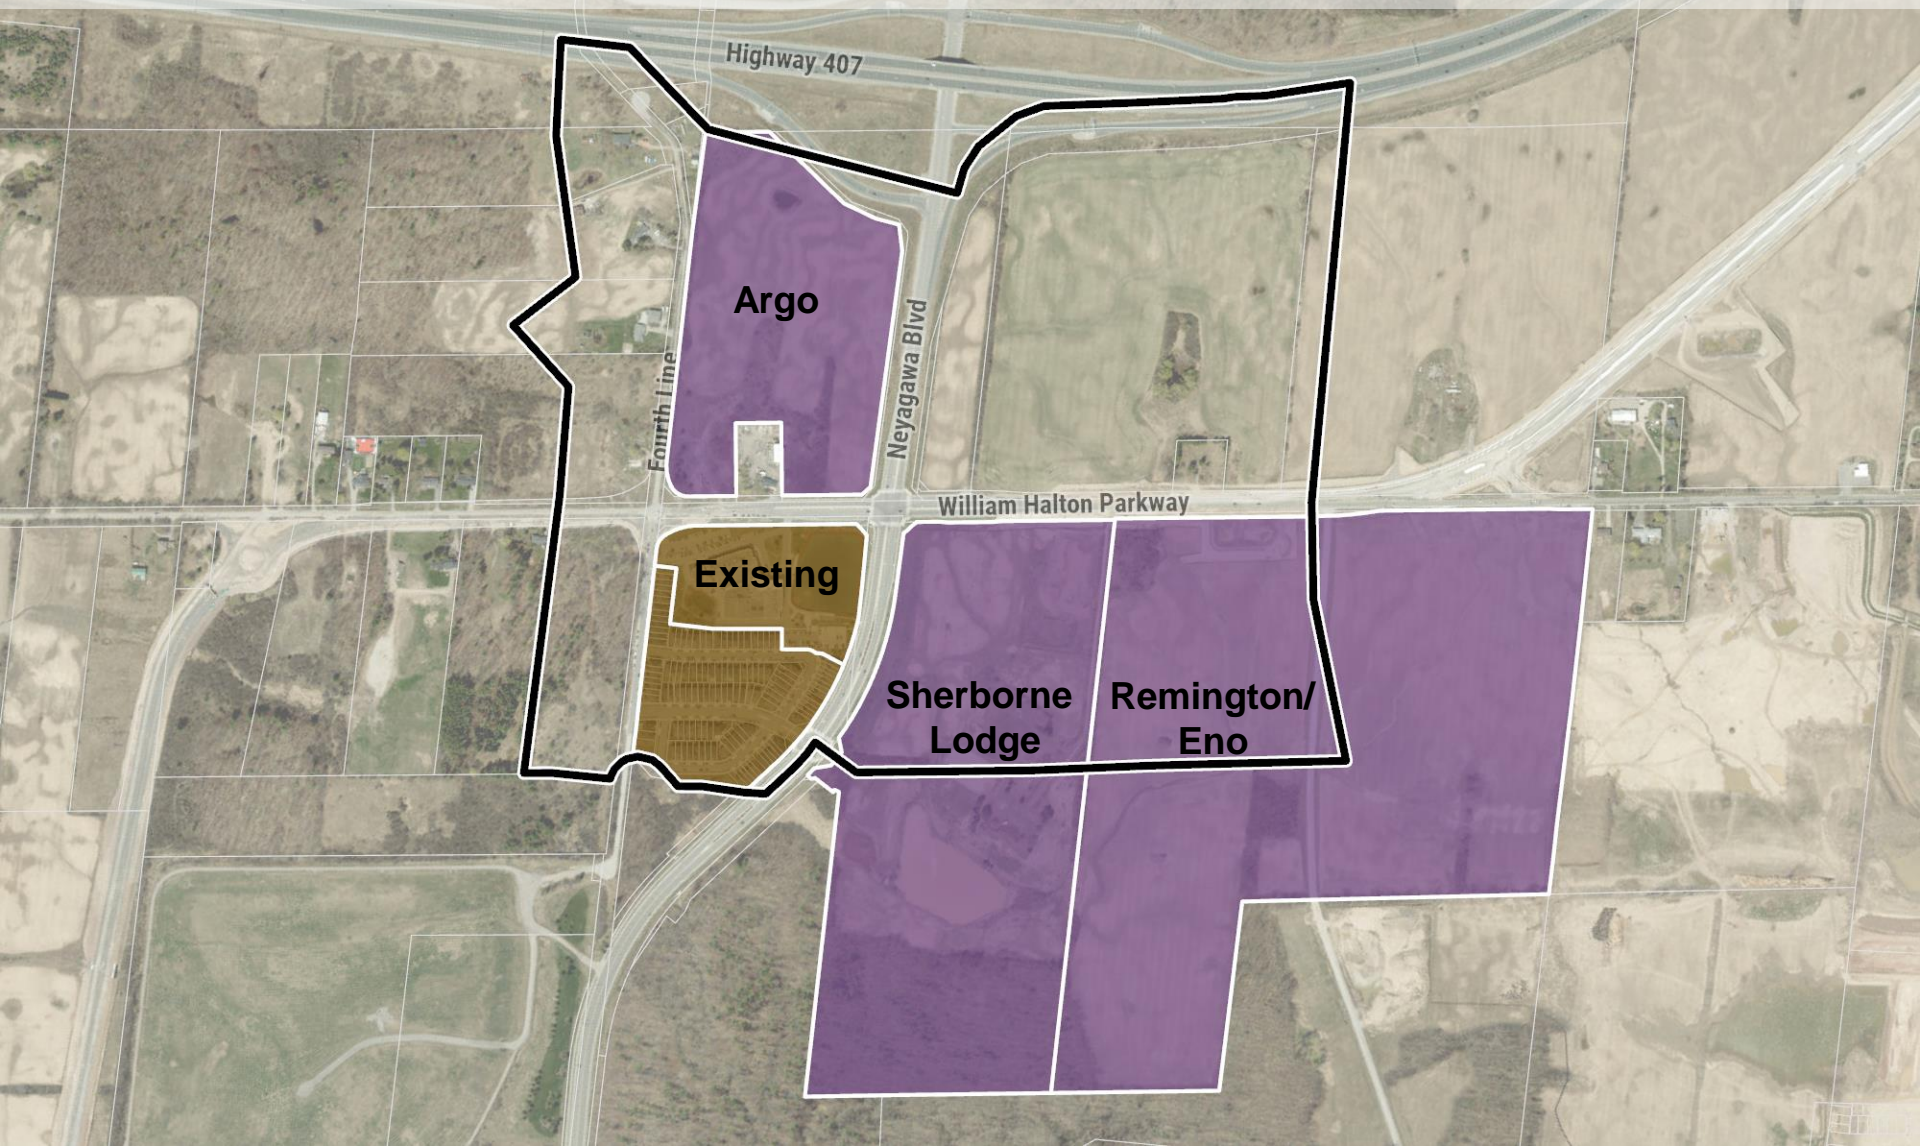 Highway 407
Argo
Neyagawa Blvd
Fourth Line
William Halton Parkway
Existing
Sherborne
Lodge
Remington/
Eno